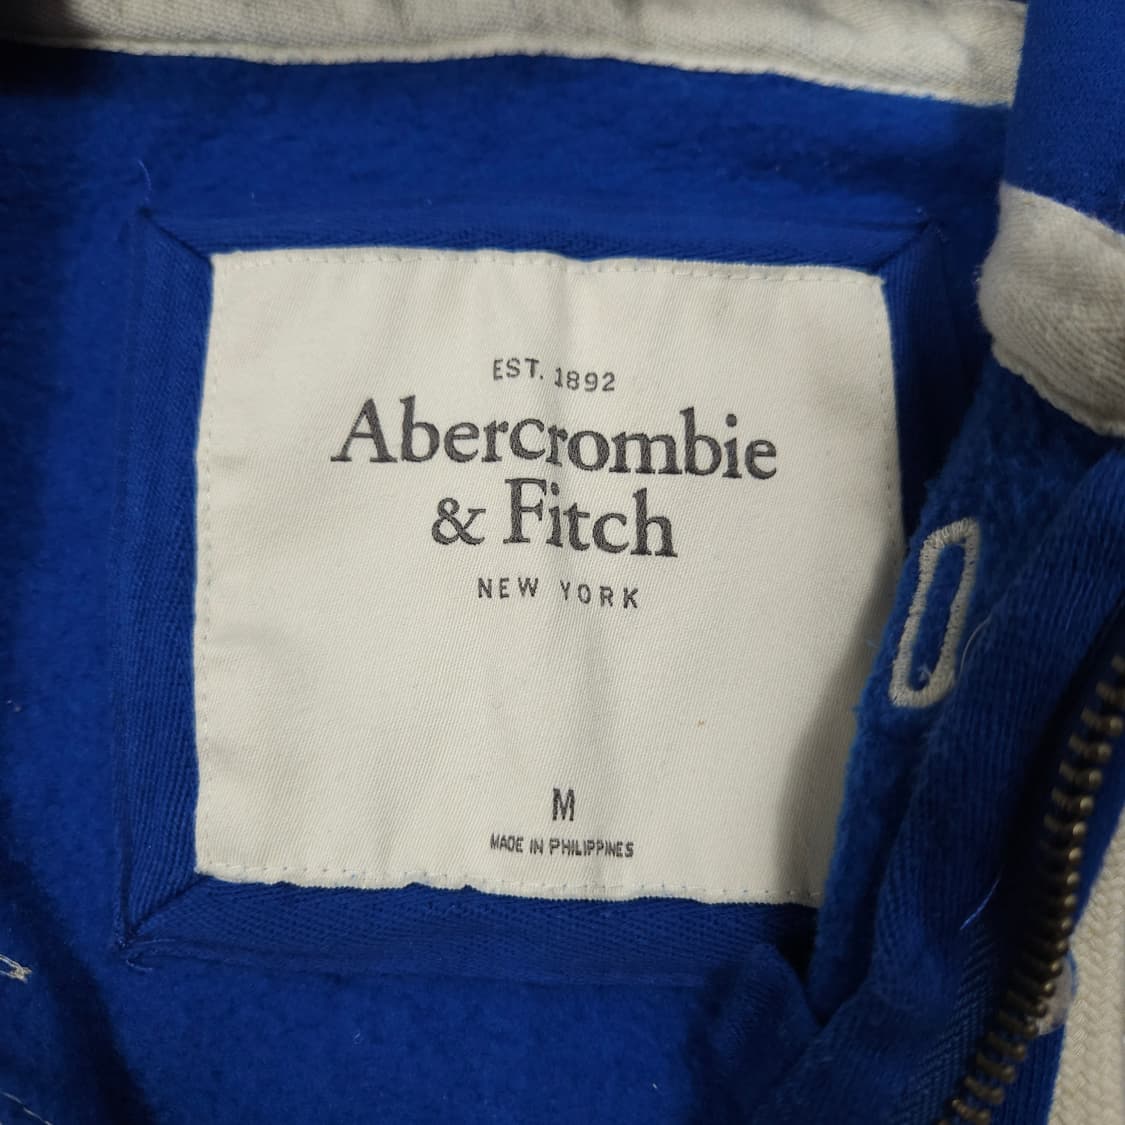 EST. 1892
Abercrombie
& Fitch
NEW YORK
M
MADE IN PHILIPPINES